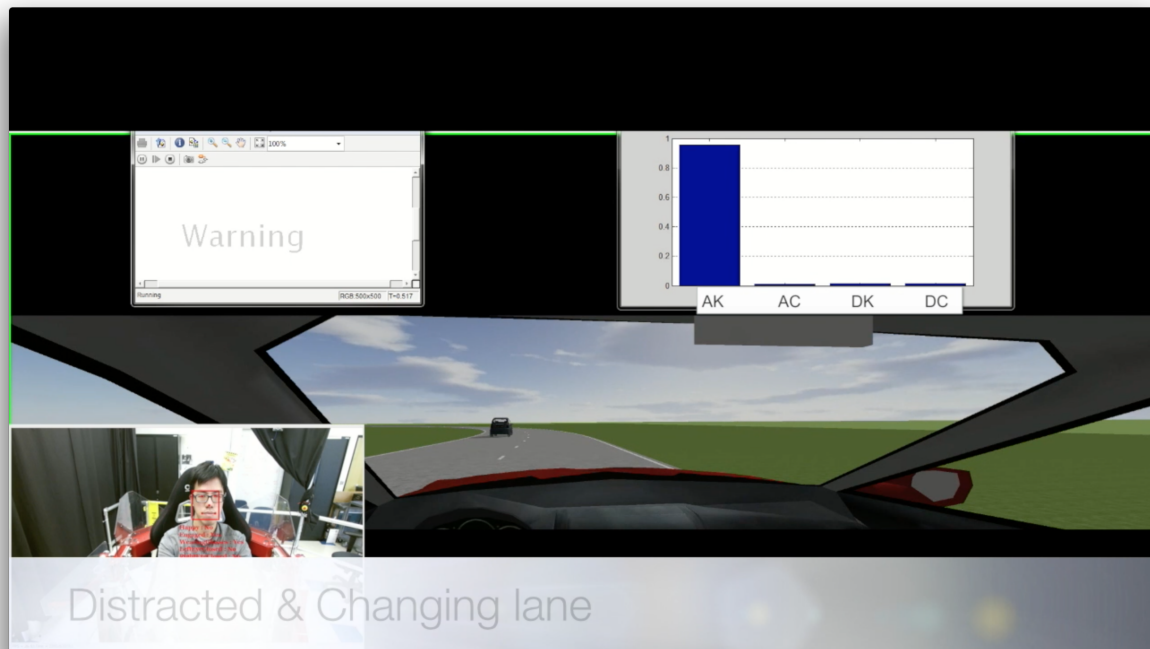 100%
Warning
Running
RGB:500x500 T=0.517
1
0.8
0.6
0.4
0.2
0
AK AC DK DC
Distracted & Changing lane